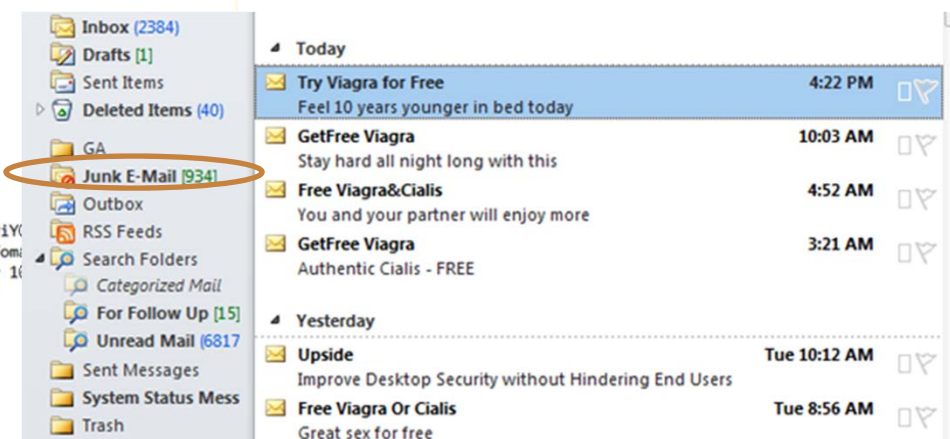 Inbox (2384)
Drafts [1]
Sent Items
Deleted Items (40)
GA
Junk E-Mail [934]
Outbox
RSS Feeds
Search Folders
Categorized Mail
For Follow Up [15]
Unread Mail (6817
Sent Messages
System Status Mess
Trash
Today
Try Viagra for Free 4:22 PM
Feel 10 years younger in bed today
GetFree Viagra 10:03 AM
Stay hard all night long with this
Free Viagra&Cialis 4:52 AM
You and your partner will enjoy more
GetFree Viagra 3:21 AM
Authentic Cialis - FREE
Yesterday
Upside Tue 10:12 AM
Improve Desktop Security without Hindering End Users
Free Viagra Or Cialis Tue 8:56 AM
Great sex for free